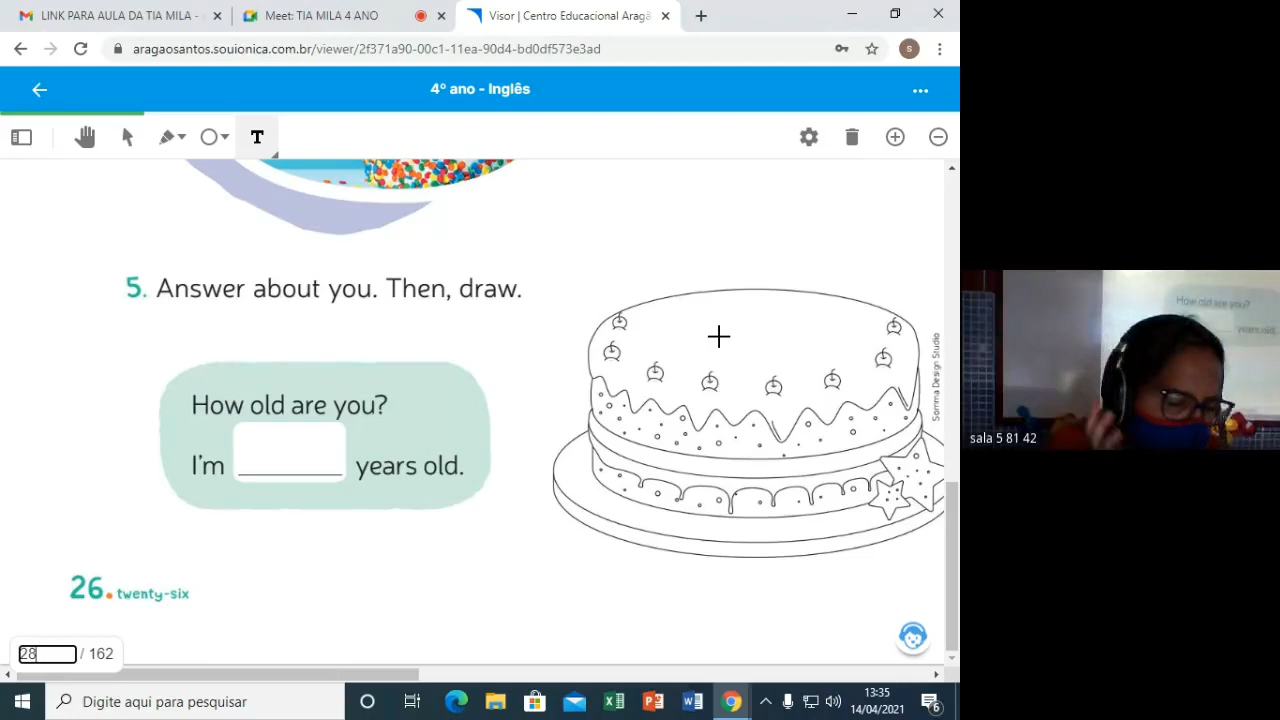 LINK PARA AULA DA TIA MILA -
Meet: TIA MILA 4 ANO
Visor | Centro Educacional Aragã
aragaosantos.souionica.com.br/viewer/2f371a90-00c1-11ea-90d4-bd0df573e3ad
s
4º ano - Inglês
T
5. Answer about you. Then, draw.
How old are you?
I'm __________ years old.
Somma Design Studio
26. twenty-six
28 / 162
How old are you?
years old.
sala 5 81 42
Digite aqui para pesquisar
13:35
14/04/2021
6